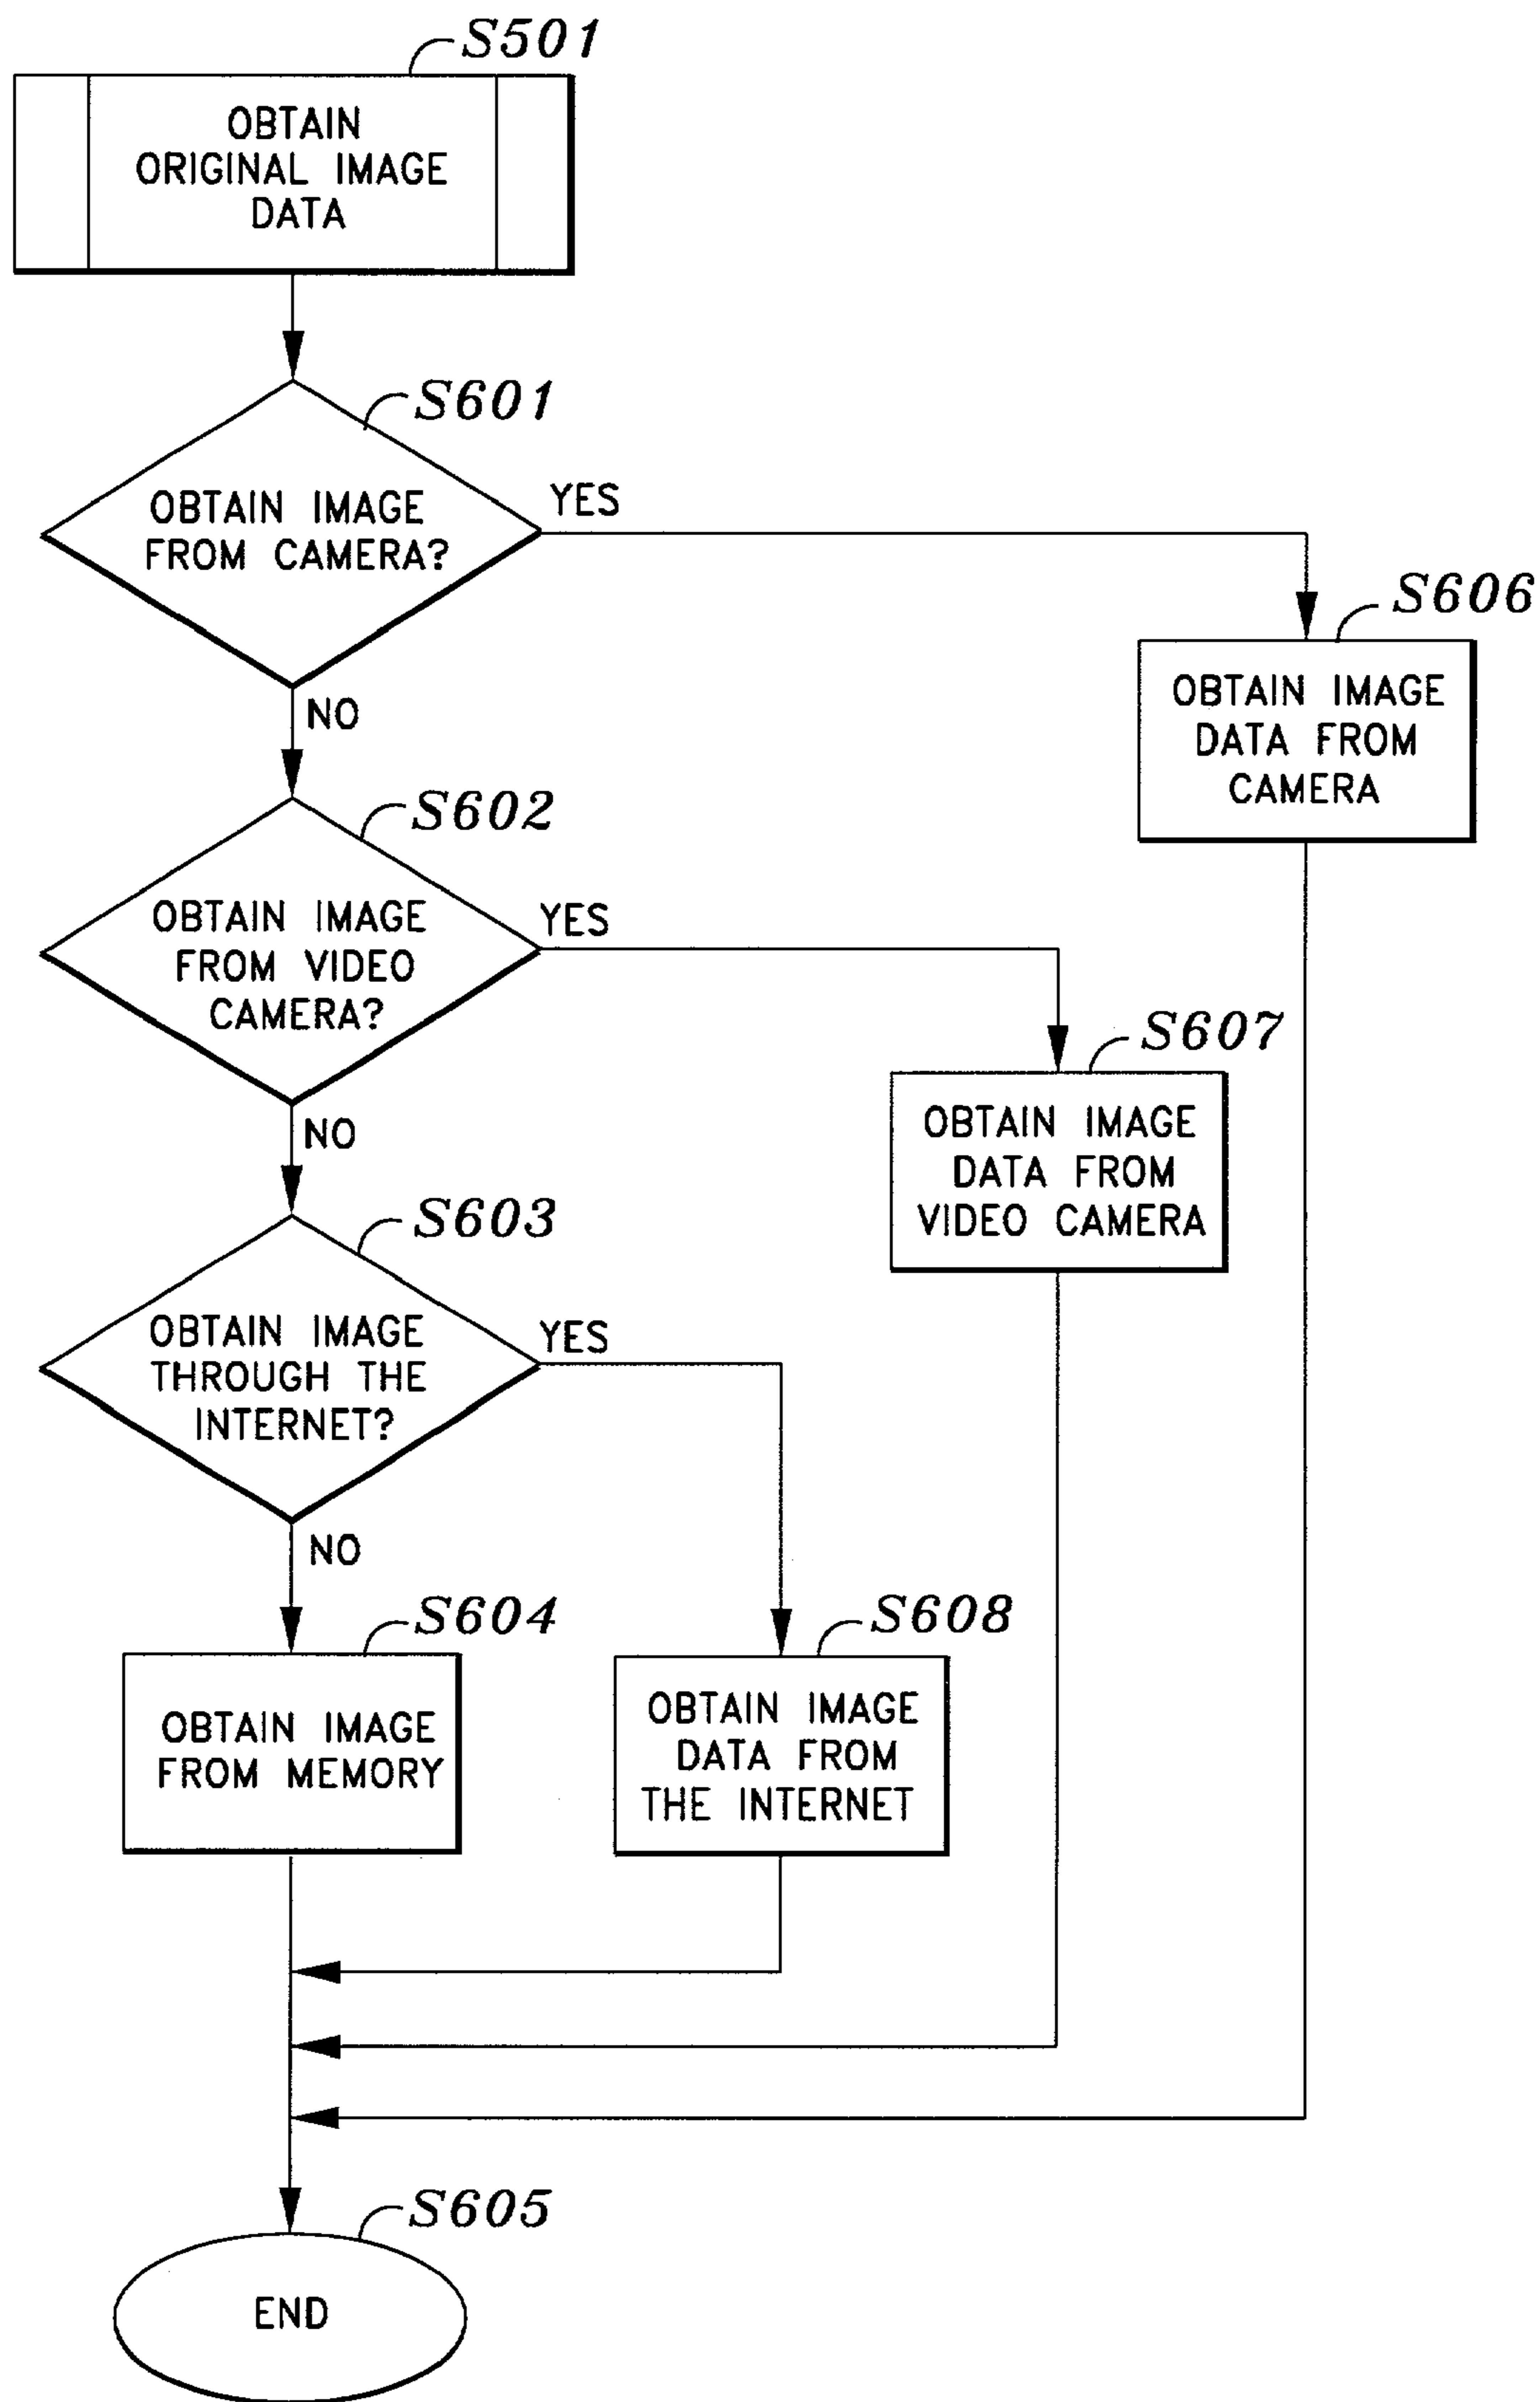 S501
OBTAIN
ORIGINAL IMAGE
DATA
S601
OBTAIN IMAGE
FROM CAMERA?
YES
NO
S606
OBTAIN IMAGE
DATA FROM
CAMERA
S602
OBTAIN IMAGE
FROM VIDEO
CAMERA?
YES
NO
S607
OBTAIN IMAGE
DATA FROM
VIDEO CAMERA
S603
OBTAIN IMAGE
THROUGH THE
INTERNET?
YES
NO
S604
OBTAIN IMAGE
FROM MEMORY
S608
OBTAIN IMAGE
DATA FROM
THE INTERNET
S605
END